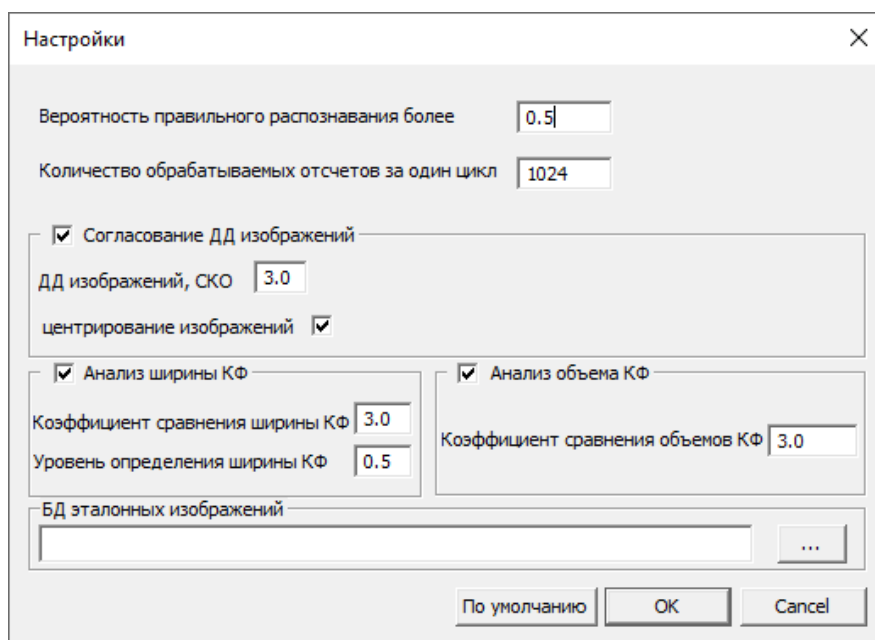 Настройки
Вероятность правильного распознавания более 0.5
Количество обрабатываемых отсчетов за один цикл 1024
Согласование ДД изображений
ДД изображений, СКО 3.0
центрирование изображений
Анализ ширины КФ
Коэффициент сравнения ширины КФ 3.0
Уровень определения ширины КФ 0.5
Анализ объема КФ
Коэффициент сравнения объемов КФ 3.0
БД эталонных изображений
...
По умолчанию OK Cancel